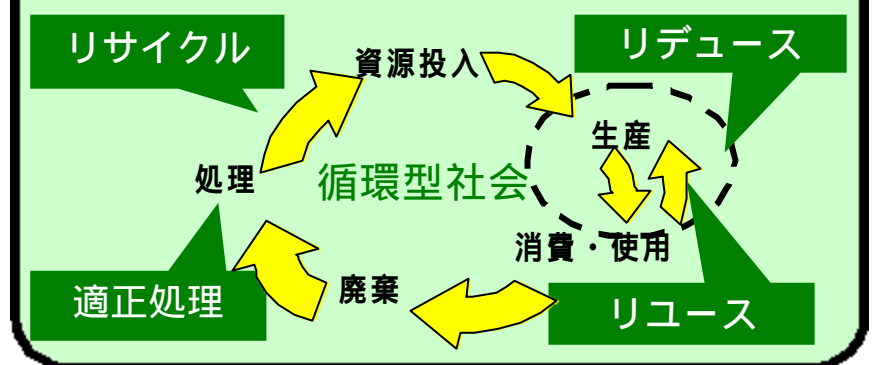 リサイクル
資源投入
リデュース
生産
処理
循環型社会
消費・使用
適正処理
廃棄
リユース